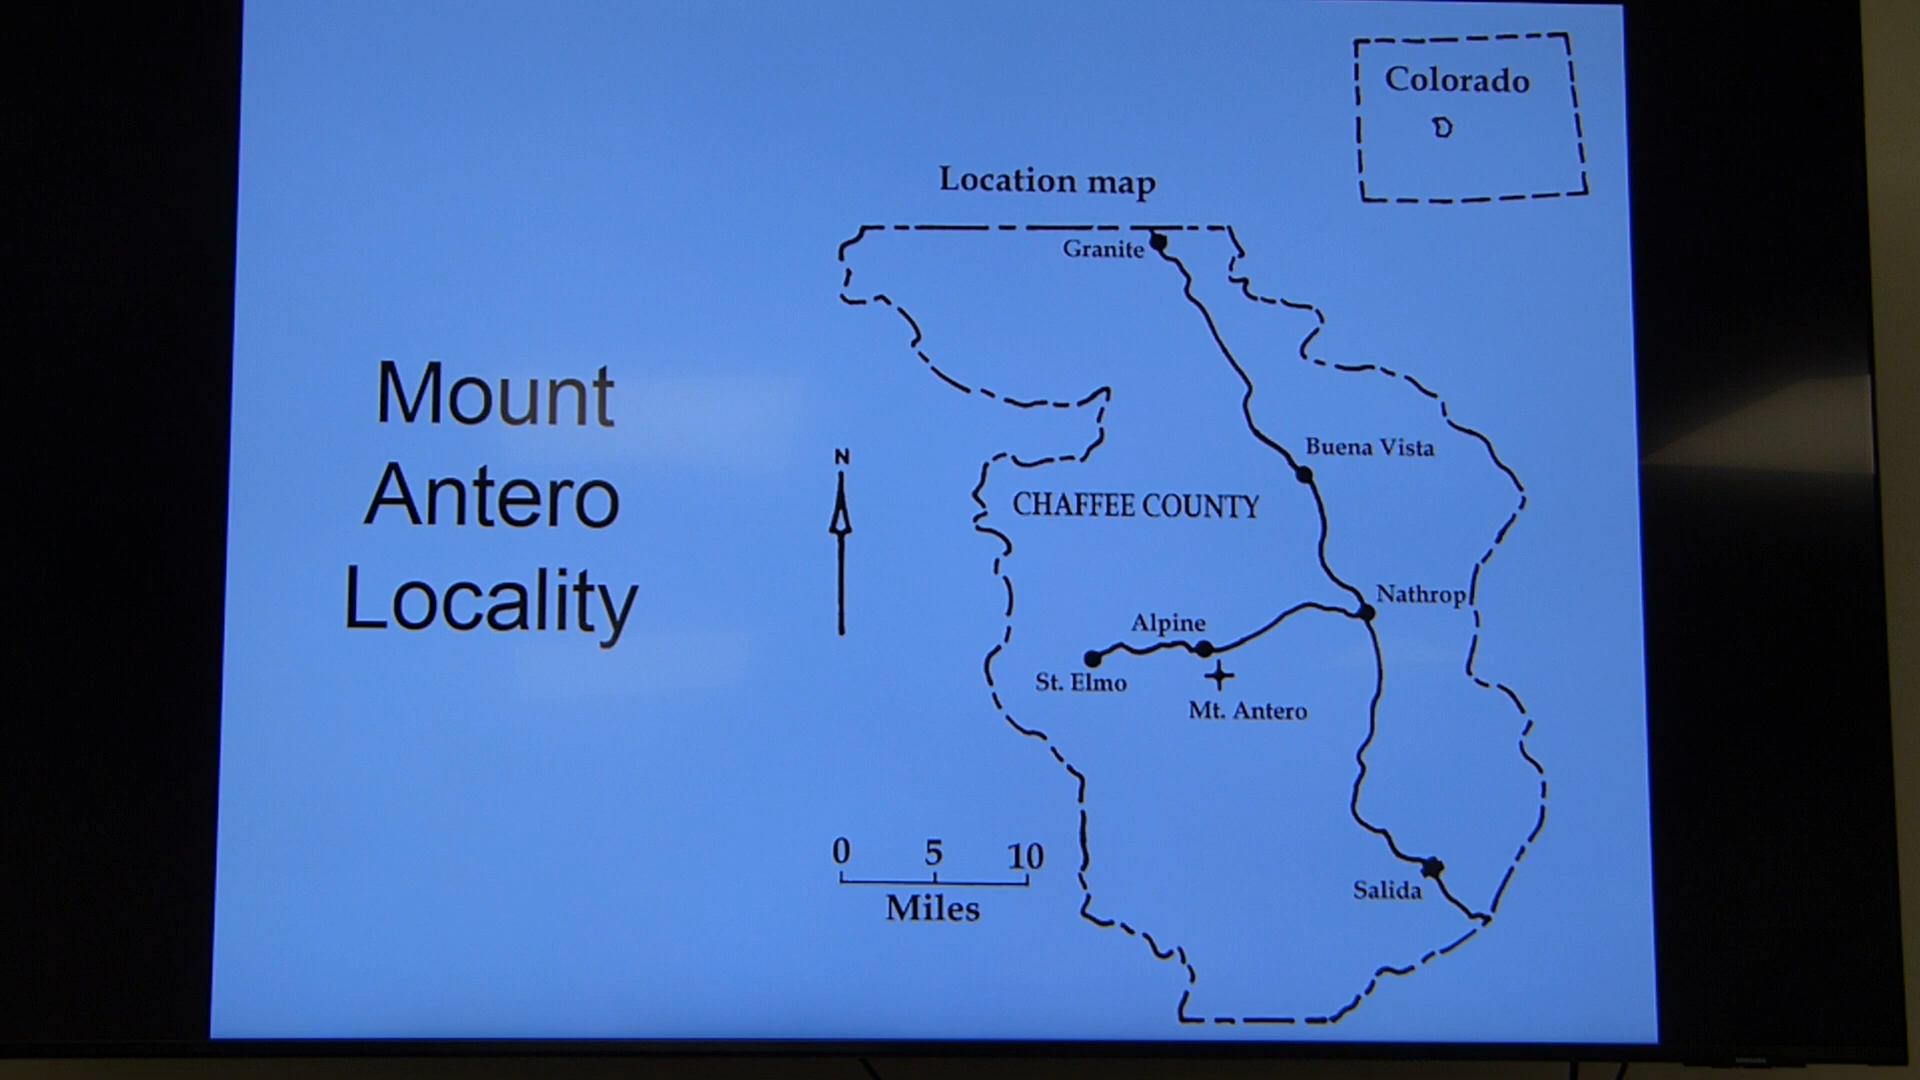 Mount
Antero
Locality
Colorado
Location map
Granite
Buena Vista
N
CHAFFEE COUNTY
Nathrop
Alpine
St. Elmo
Mt. Antero
0 5 10
Miles
Salida